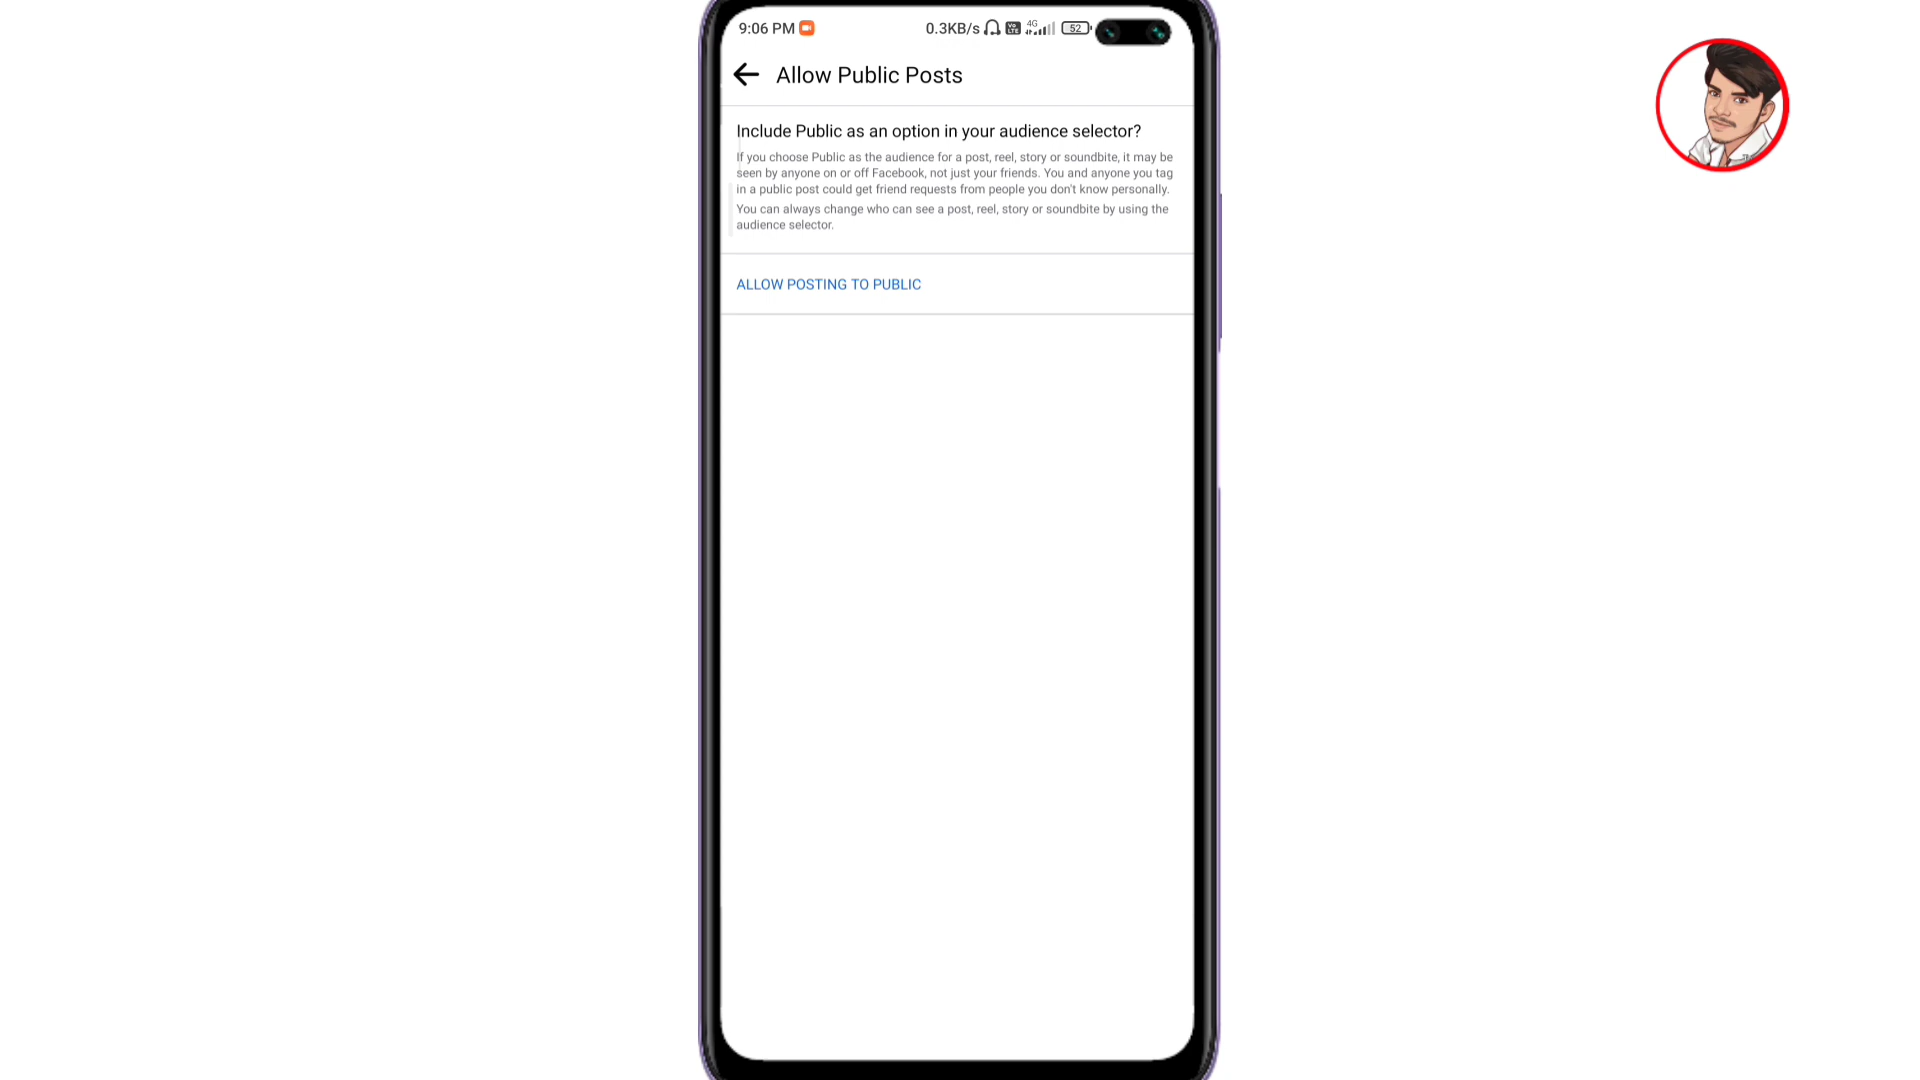 9:06 PM
0.3KB/s 4G 52
Allow Public Posts
Include Public as an option in your audience selector?
If you choose Public as the audience for a post, reel, story or soundbite, it may be
seen by anyone on or off Facebook, not just your friends. You and anyone you tag
in a public post could get friend requests from people you don't know personally.
You can always change who can see a post, reel, story or soundbite by using the
audience selector.
ALLOW POSTING TO PUBLIC